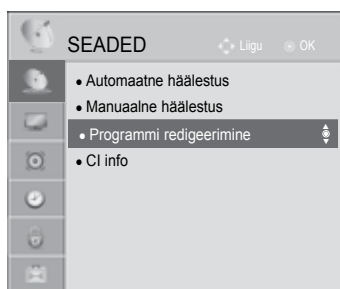 SEADED Liigu OK
• Automaatne häälestus
• Manuaalne häälestus
• Programmi redigeerimine
• CI info